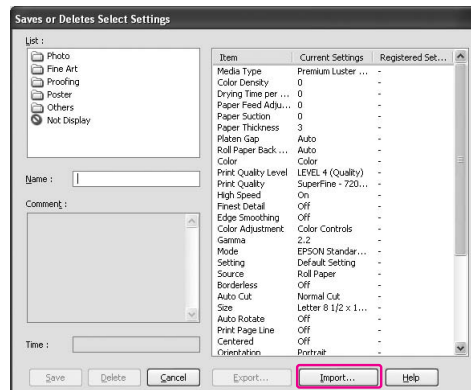 Saves or Deletes Select Settings
List :
Photo
Fine Art
Proofing
Poster
Others
Not Display
Name :
Comment :
Time :
Item Current Settings Registered Set...
Media Type Premium Luster ... -
Color Density 0 -
Drying Time per ... 0 -
Paper Feed Adju... 0 -
Paper Suction 0 -
Paper Thickness 3 -
Platen Gap Auto -
Roll Paper Back ... Auto -
Color Color -
Print Quality Level LEVEL 4 (Quality) -
Print Quality SuperFine - 720... -
High Speed On -
Finest Detail Off -
Edge Smoothing Off -
Color Adjustment Color Controls -
Gamma 2.2 -
Mode EPSON Standar... -
Setting Default Setting -
Source Roll Paper -
Borderless Off -
Auto Cut Normal Cut -
Size Letter 8 1/2 x 1... -
Auto Rotate Off -
Print Page Line Off -
Centered Off -
Orientation Portrait -
Save Delete Cancel Export... Import... Help